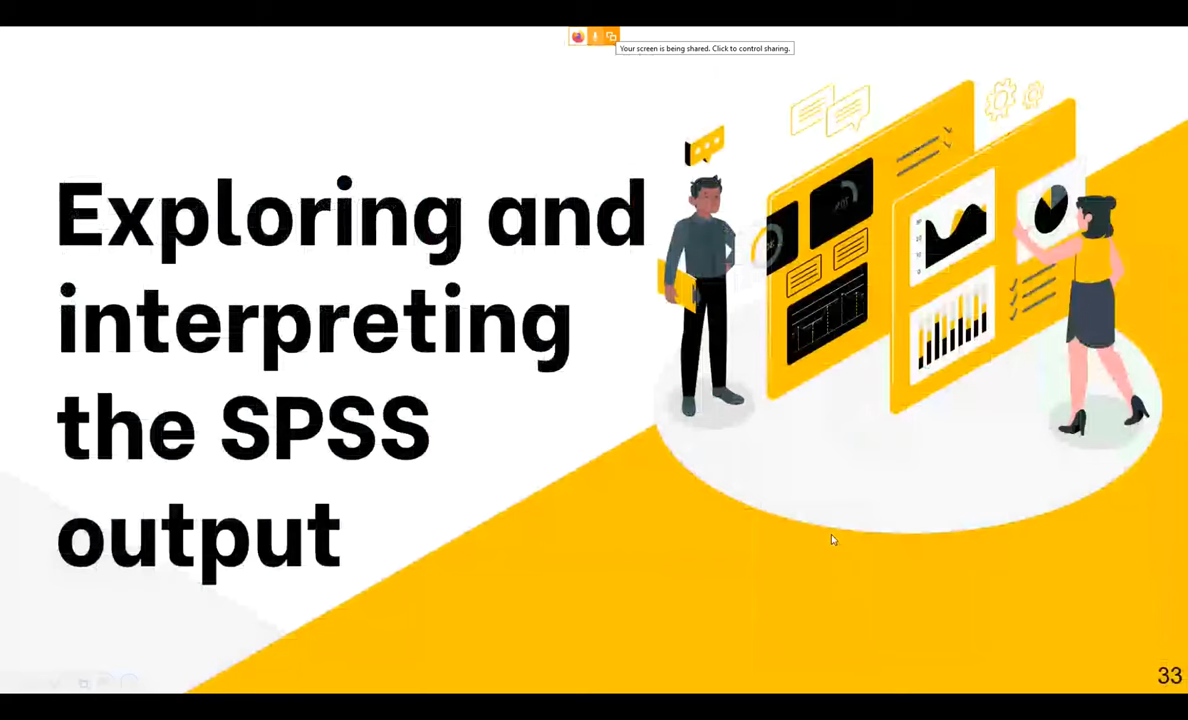 Your screen is being shared. Click to control sharing.
Exploring and
interpreting
the SPSS
output
33